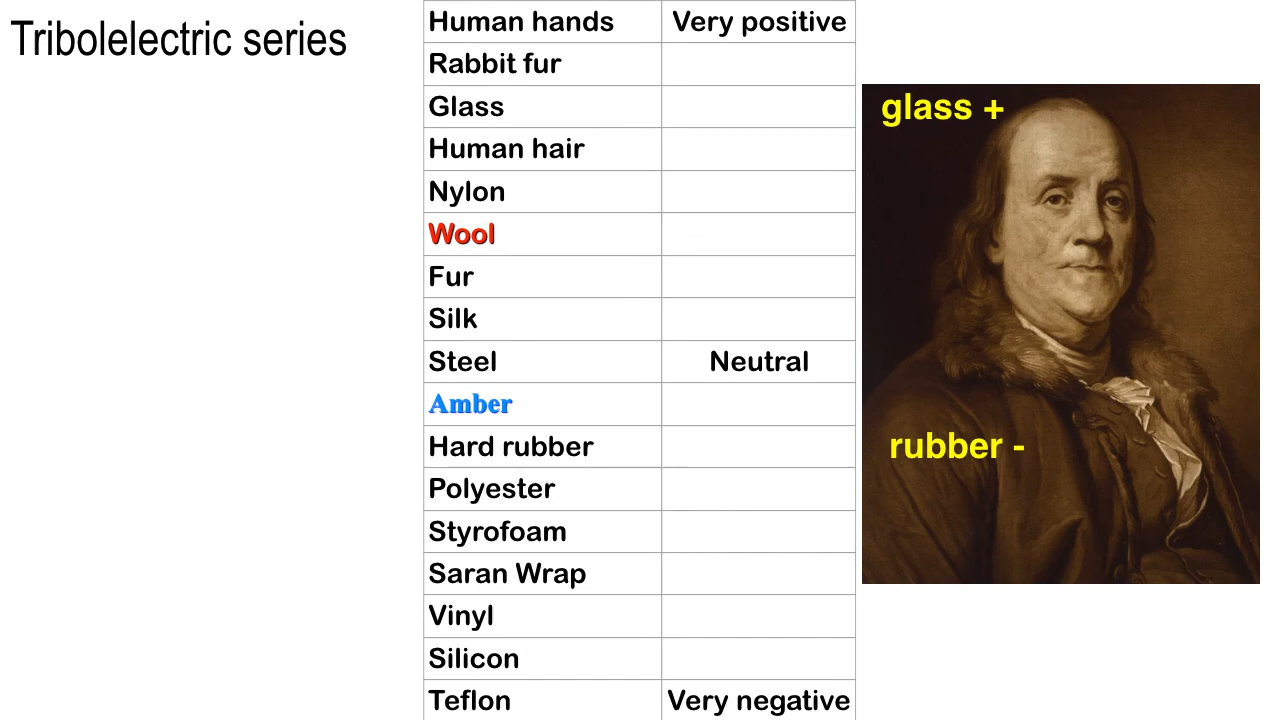 Tribolelectric series
Human hands Very positive
Rabbit fur
Glass
Human hair
Nylon
Wool
Fur
Silk
Steel Neutral
Amber
Hard rubber
Polyester
Styrofoam
Saran Wrap
Vinyl
Silicon
Teflon Very negative
glass +
rubber -